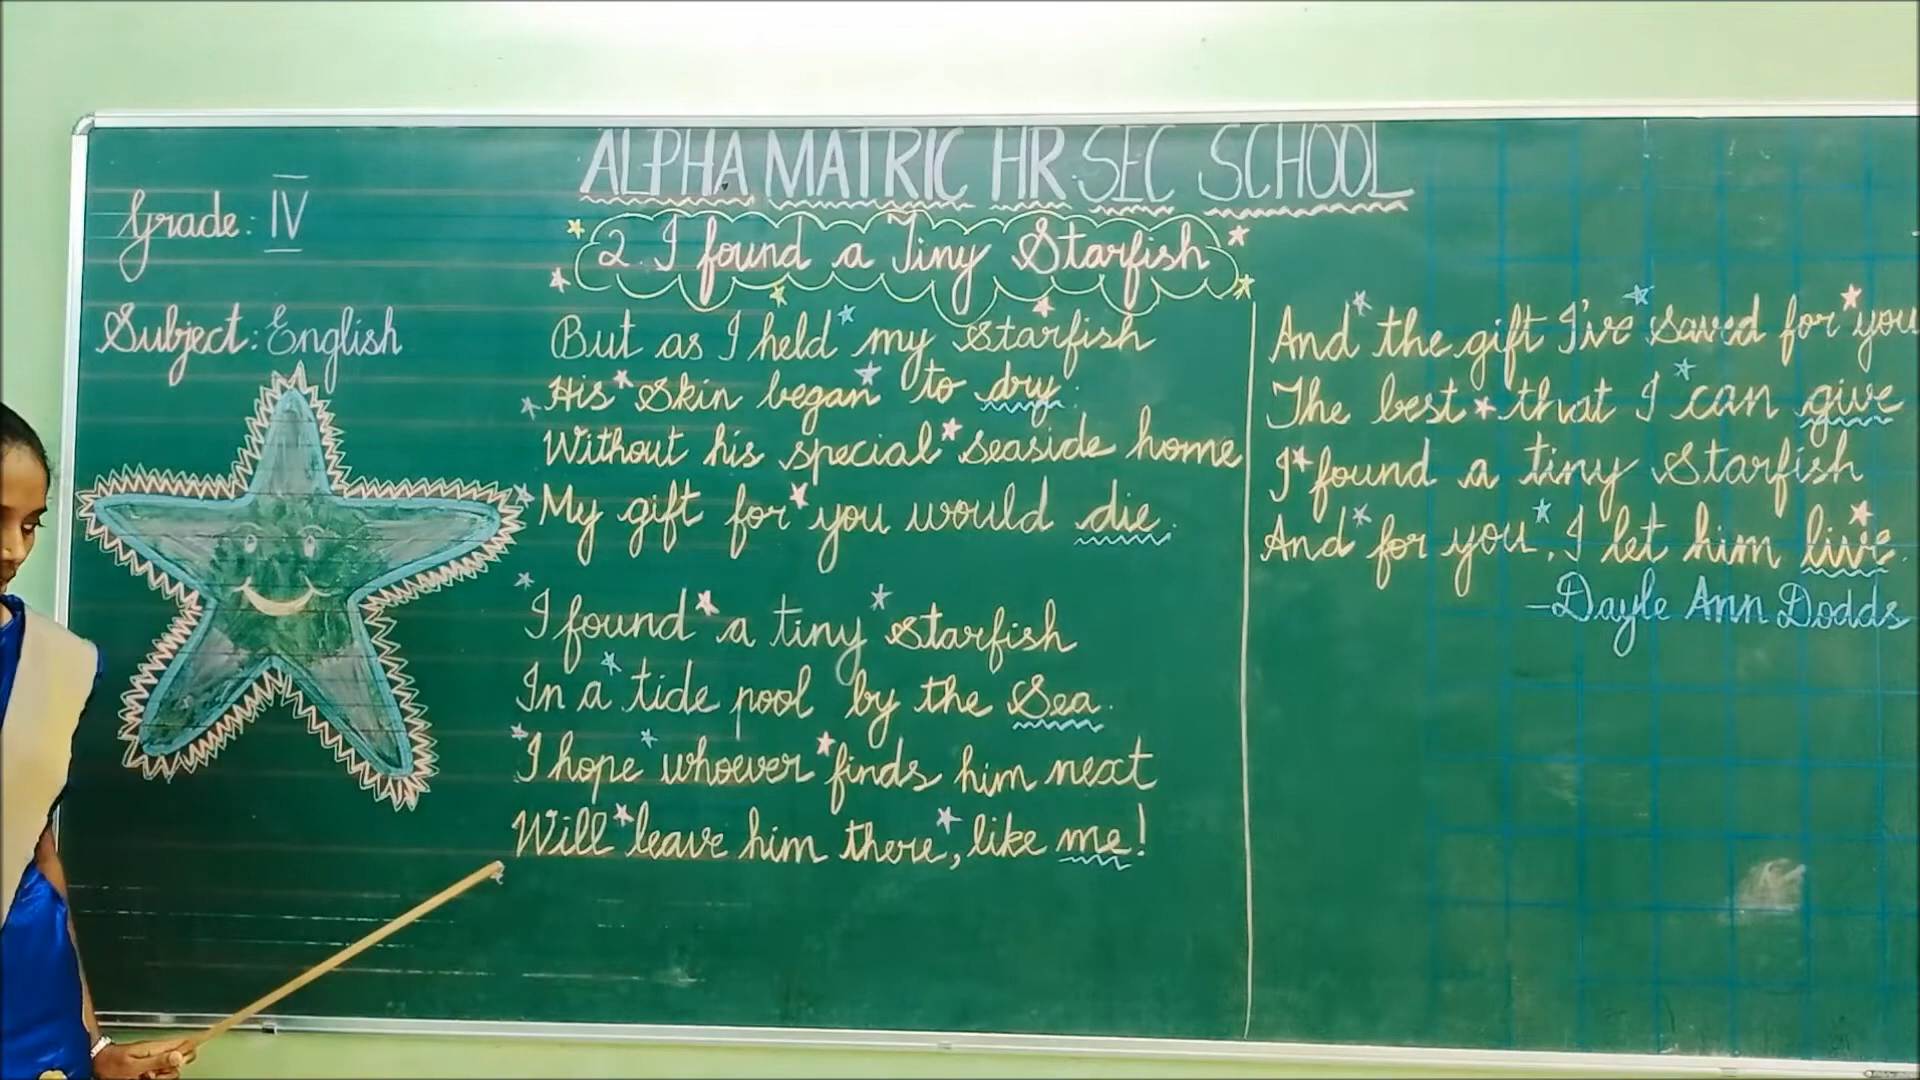 ALPHA MATRIC HR SEC SCHOOL
Grade: IV
Subject: English
2. I found a Tiny Starfish
But as I held my starfish
His skin began to dry.
Without his special seaside home
My gift for you would die.
I found a tiny starfish
In a tide pool by the Sea.
I hope whoever finds him next
Will leave him there, like me!
And the gift I've saved for you
The best that I can give
I found a tiny starfish
And for you, I let him live.
-Dayle Ann Dodds